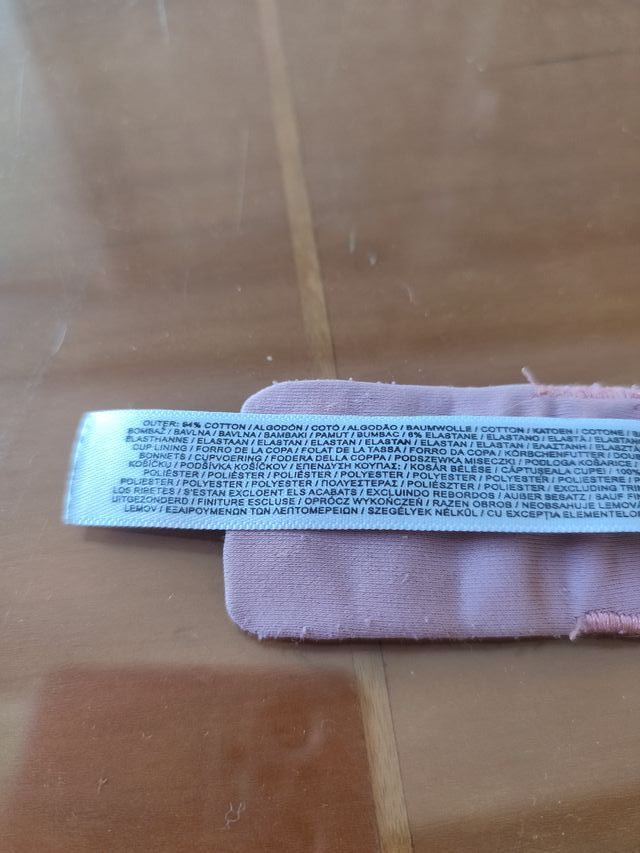 OUTER: 94% COTTON / ALGODÓN / COTÓ / ALGODÃO / BAUMWOLLE / COTTON / KATOEN / COTONE /
BOMBAŽ / BAVLNA / BAVLNA / ΒΑΜΒΑΚΙ / PAMUT / BUMBAC / 6% ELASTANE / ELASTANO / ELASTÀ / ELASTANO
ÉLASTHANNE / ELASTAAN / ELASTAN / ELASTAN / ELASTAN / ELASTAN / ΕΛΑΣΤΑΝΗ / ELASZTÁN
CUP LINING / FORRO DE LA COPA / FOLAT DE LA TASSA / FORRO DA COPA / KÖRBCHENFUTTER /
BONNETS / CUPVOERING / FODERA DELLA COPPA / PODSZEWKA MISECZKI / PODLOGA KOŠARICE
KOŠÍČKU / PODŠÍVKA KOŠÍČKOV / ΕΠΕΝΔΥΣΗ ΚΟΥΠΑΣ: / KOSÁR BÉLÉSE / CĂPTUȘEALA CUPEI /
POLIÉSTER / POLIÈSTER / POLIÉSTER / POLYESTER / POLYESTER / POLYESTER / POLIESTERE /
POLIESTER / POLYESTER / POLYESTER / ΠΟΛΥΕΣΤΕΡΑΣ / POLIÉSZTER / POLIESTER / EXCLUDING
LOS RIBETES / S'ESTAN EXCLOENT ELS ACABATS / EXCLUINDO REBORDOS / AUßER BESATZ / SAUF
UITGEZONDERD / FINITURE ESCLUSE / OPRÓCZ WYKOŃCZEŃ / RAZEN OBROB / NEOBSAHUJE
LEMOV / ΕΞΑΙΡΟΥΜΕΝΩΝ ΤΩΝ ΛΕΠΤΟΜΕΡΕΙΩΝ / SZEGÉLYEK NÉLKÜL / CU EXCEPȚIA